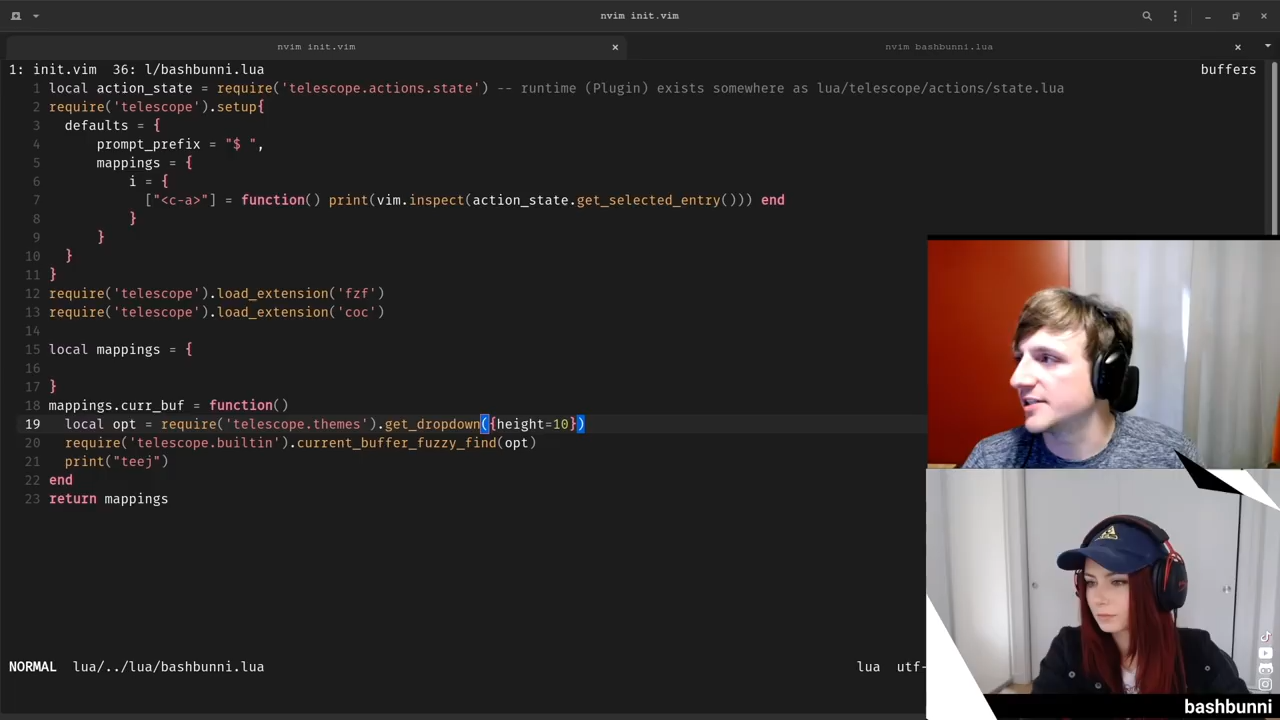 nvim init.vim
nvim init.vim
nvim bashbunni.lua
1: init.vim 36: l/bashbunni.lua
buffers
1 local action_state = require('telescope.actions.state') -- runtime (Plugin) exists somewhere as lua/telescope/actions/state.lua
2 require('telescope').setup{
3 defaults = {
4 prompt_prefix = "$ ",
5 mappings = {
6 i = {
7 ["<c-a>"] = function() print(vim.inspect(action_state.get_selected_entry())) end
8 }
9 }
10 }
11 }
12 require('telescope').load_extension('fzf')
13 require('telescope').load_extension('coc')
14
15 local mappings = {
16
17 }
18 mappings.curr_buf = function()
19 local opt = require('telescope.themes').get_dropdown({height=10})
20 require('telescope.builtin').current_buffer_fuzzy_find(opt)
21 print("teej")
22 end
23 return mappings
NORMAL lua/../lua/bashbunni.lua
lua utf-
bashbunni